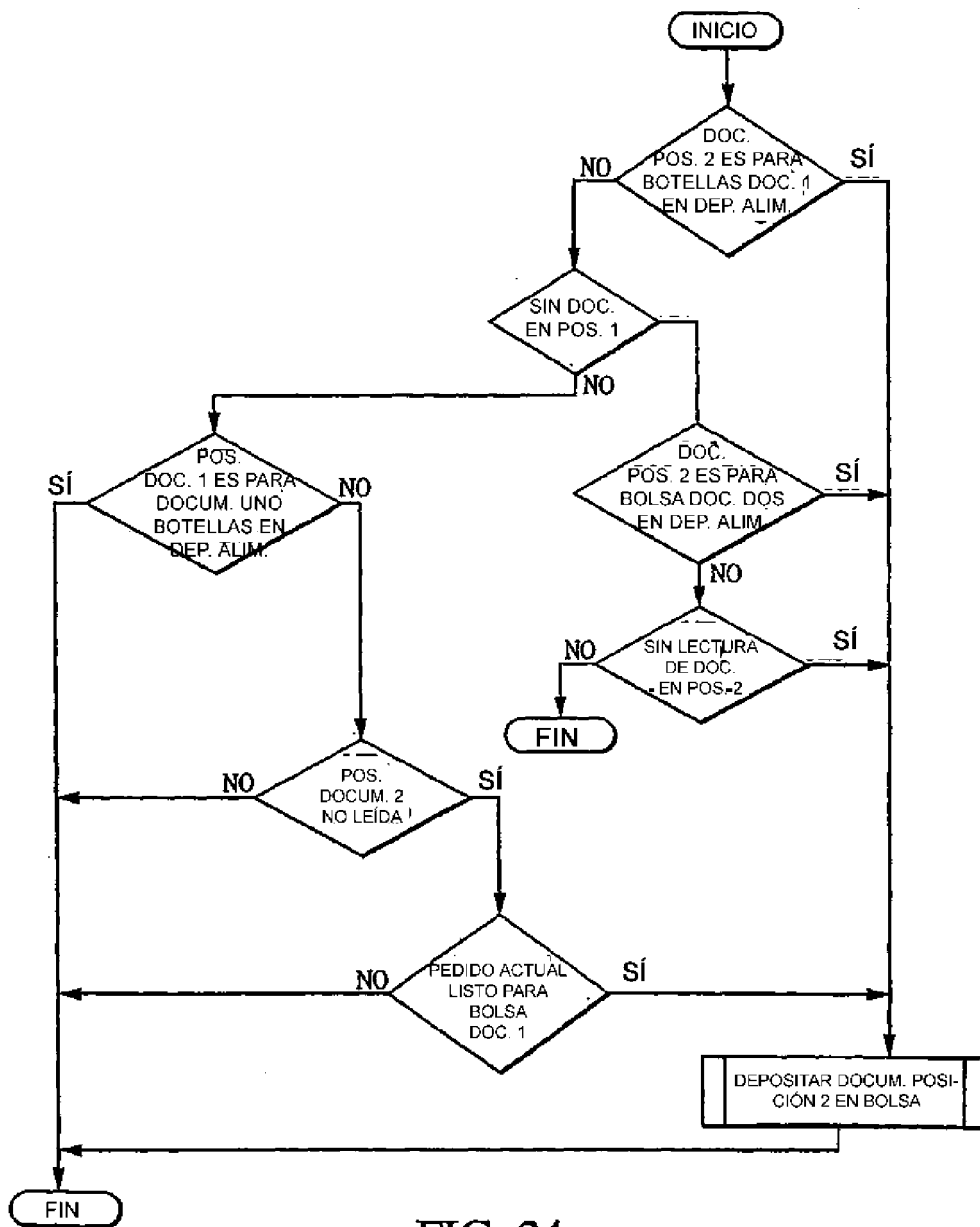 INICIO
DOC.
POS. 2 ES PARA
BOTELLAS DOC. 1
EN DEP. ALIM.
NO
SÍ
SIN DOC.
EN POS. 1
NO
POS.
DOC. 1 ES PARA
DOCUM. UNO
BOTELLAS EN
DEP. ALIM.
SÍ
NO
DOC.
POS. 2 ES PARA
BOLSA DOC. DOS
EN DEP. ALIM.
SÍ
NO
SIN LECTURA
DE DOC.
EN POS. 2
NO
SÍ
FIN
POS.
DOCUM. 2
NO LEÍDA
NO
SÍ
PEDIDO ACTUAL
LISTO PARA
BOLSA
DOC. 1
NO
SÍ
DEPOSITAR DOCUM. POSI-
CIÓN 2 EN BOLSA
FIN